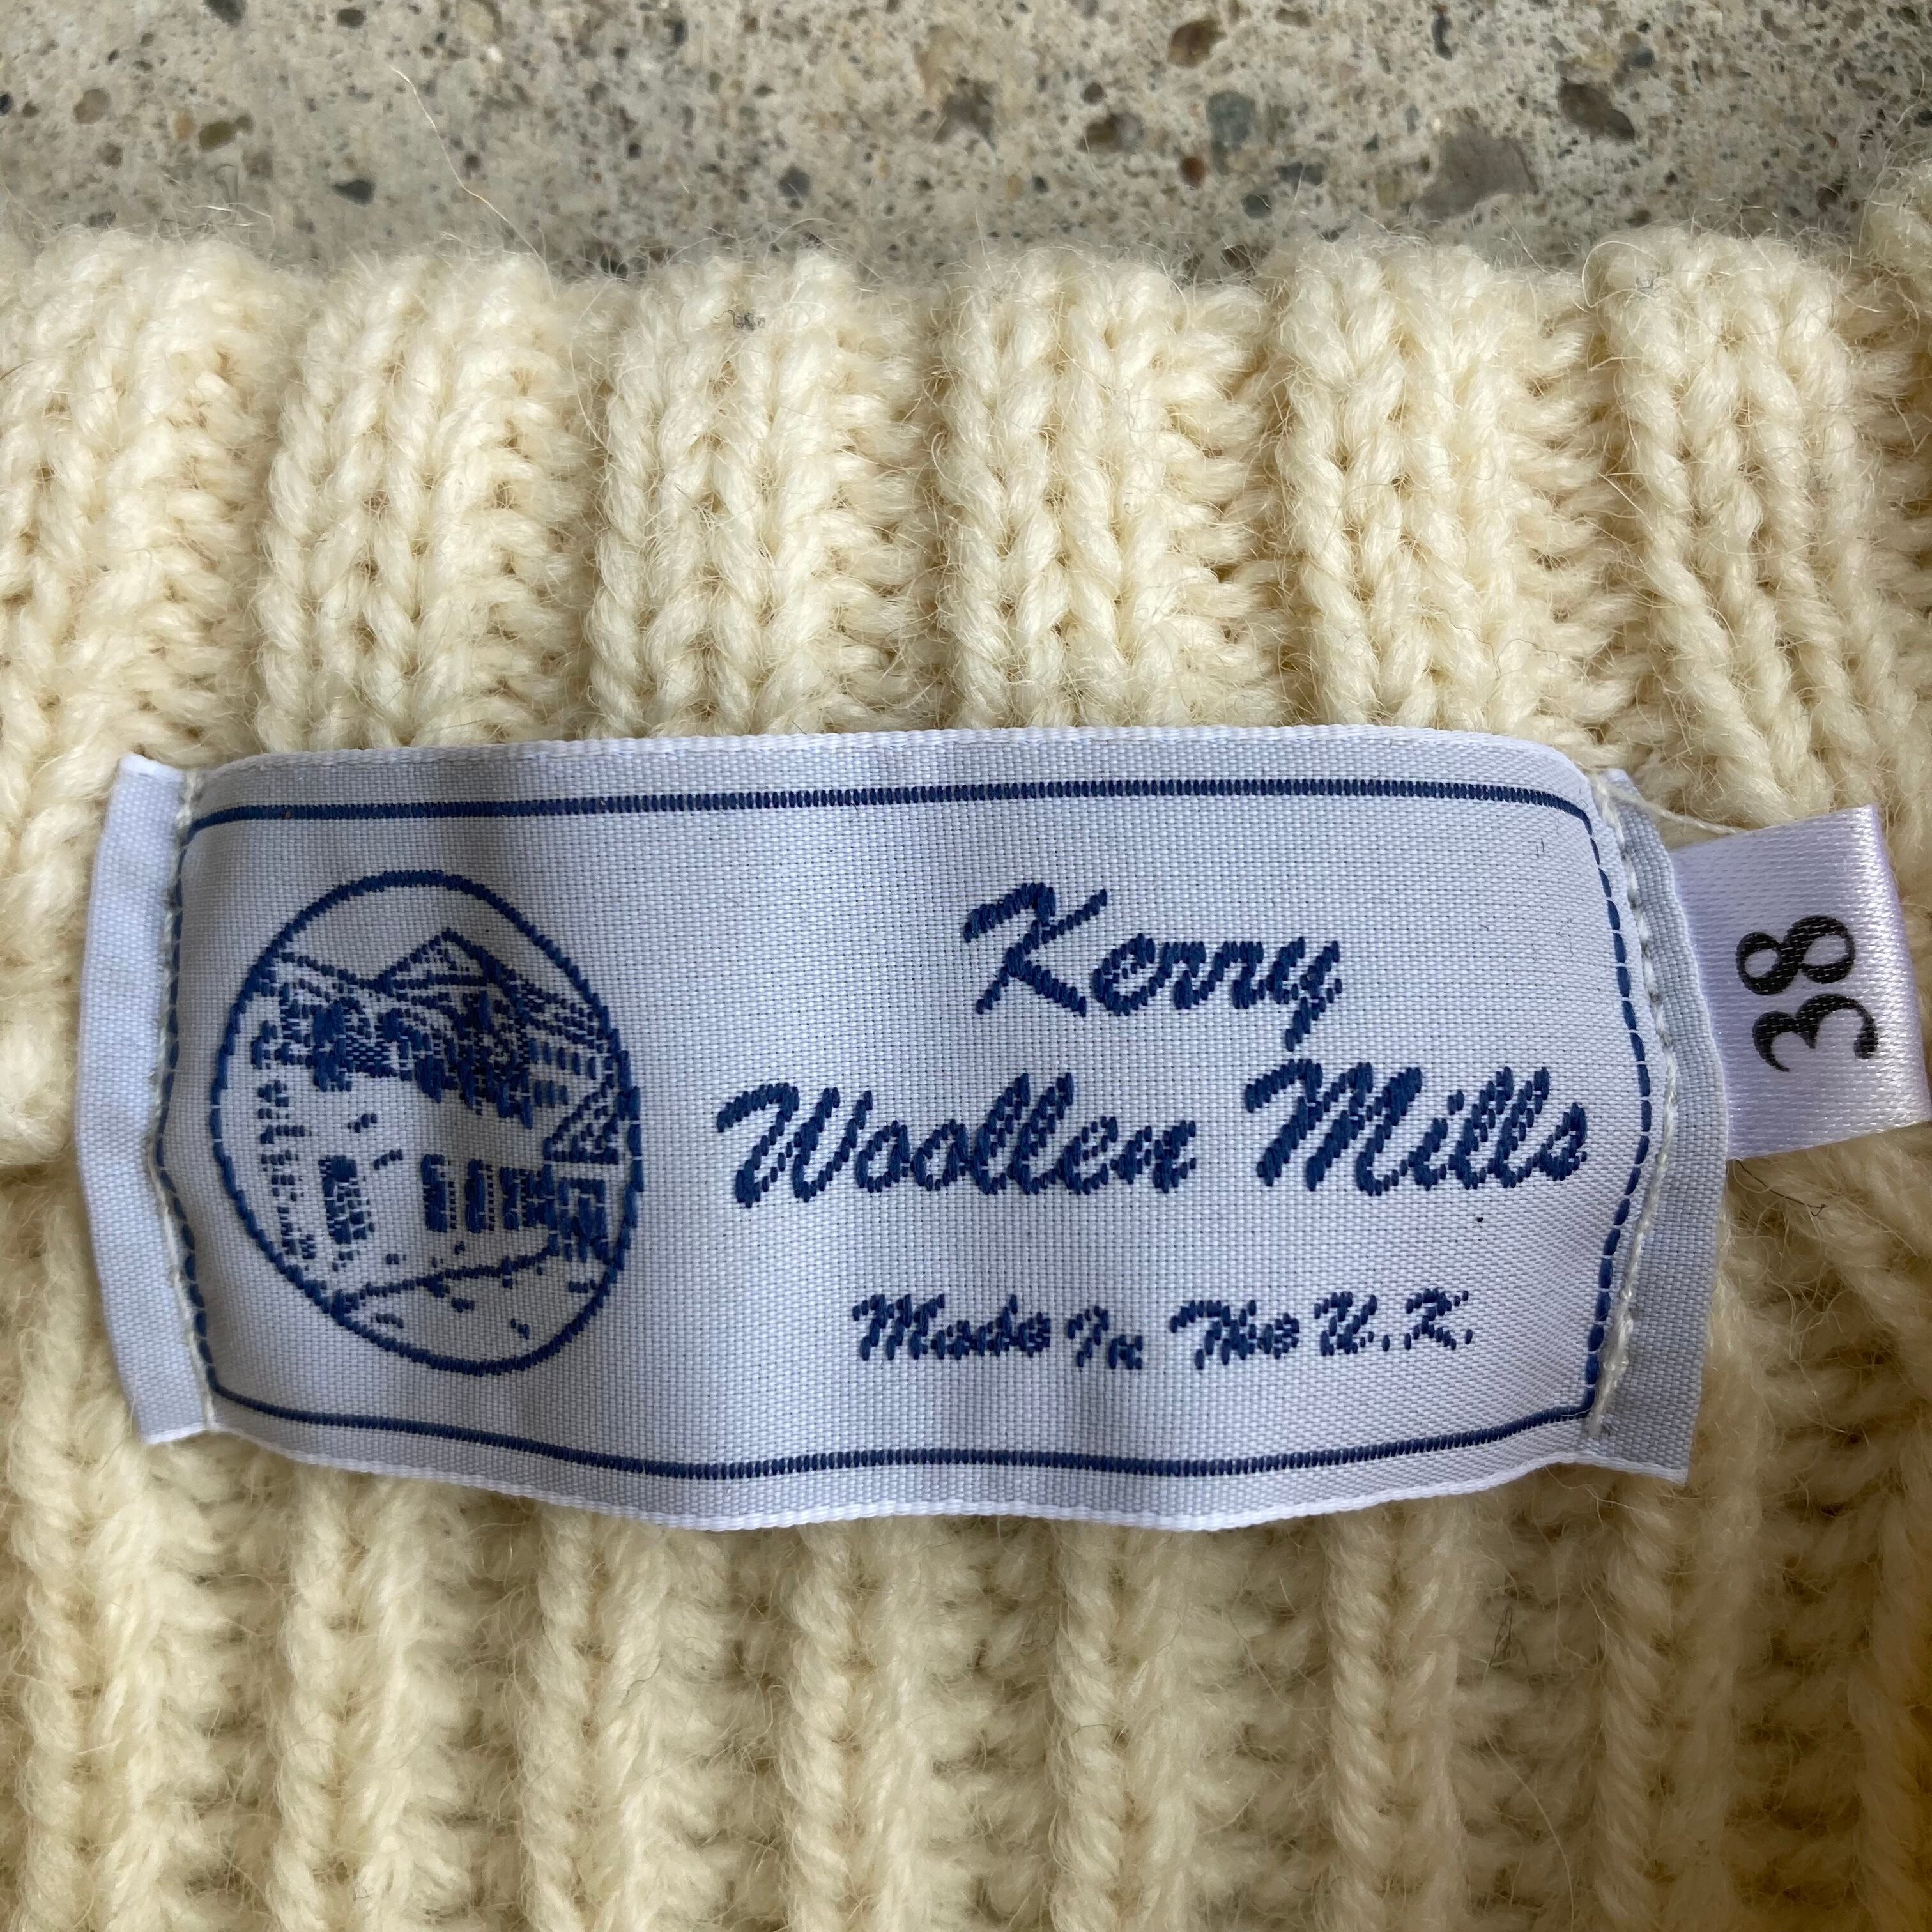 Kerry
Woollen Mills
Made In The U.K.
38